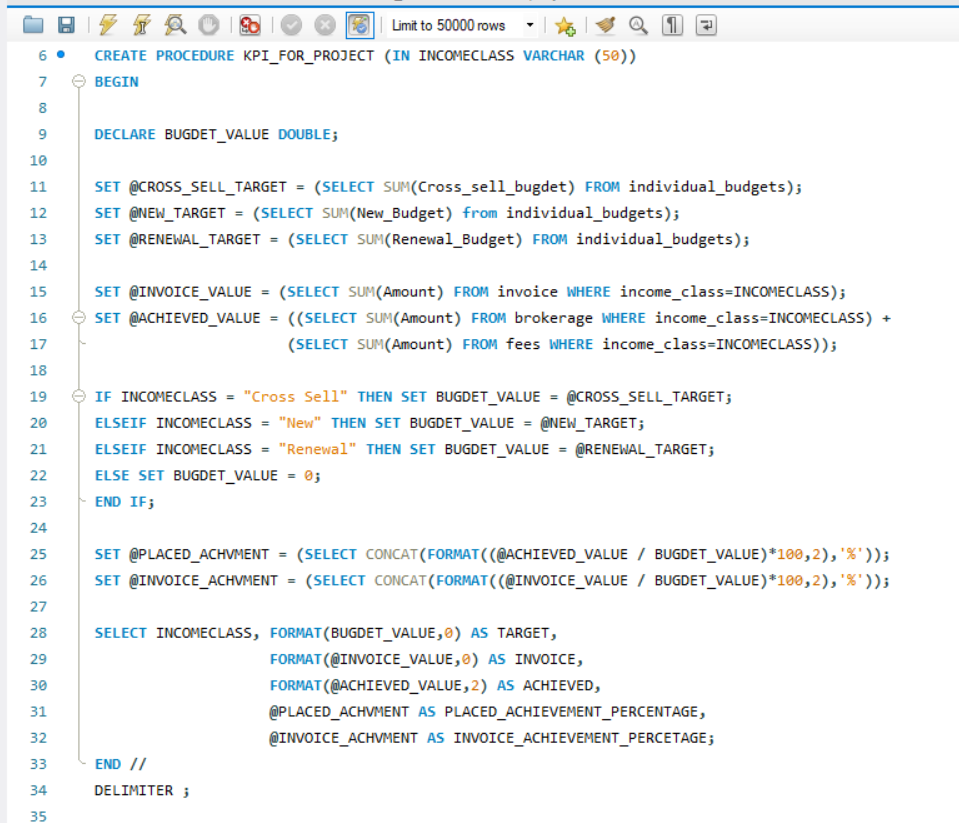 Limit to 50000 rows
6 CREATE PROCEDURE KPI_FOR_PROJECT (IN INCOMECLASS VARCHAR (50))
7 BEGIN
8
9 DECLARE BUGDET_VALUE DOUBLE;
10
11 SET @CROSS_SELL_TARGET = (SELECT SUM(Cross_sell_bugdet) FROM individual_budgets);
12 SET @NEW_TARGET = (SELECT SUM(New_Budget) from individual_budgets);
13 SET @RENEWAL_TARGET = (SELECT SUM(Renewal_Budget) FROM individual_budgets);
14
15 SET @INVOICE_VALUE = (SELECT SUM(Amount) FROM invoice WHERE income_class=INCOMECLASS);
16 SET @ACHIEVED_VALUE = ((SELECT SUM(Amount) FROM brokerage WHERE income_class=INCOMECLASS) +
17 (SELECT SUM(Amount) FROM fees WHERE income_class=INCOMECLASS));
18
19 IF INCOMECLASS = "Cross Sell" THEN SET BUGDET_VALUE = @CROSS_SELL_TARGET;
20 ELSEIF INCOMECLASS = "New" THEN SET BUGDET_VALUE = @NEW_TARGET;
21 ELSEIF INCOMECLASS = "Renewal" THEN SET BUGDET_VALUE = @RENEWAL_TARGET;
22 ELSE SET BUGDET_VALUE = 0;
23 END IF;
24
25 SET @PLACED_ACHVMENT = (SELECT CONCAT(FORMAT((@ACHIEVED_VALUE / BUGDET_VALUE)*100,2),'%'));
26 SET @INVOICE_ACHVMENT = (SELECT CONCAT(FORMAT((@INVOICE_VALUE / BUGDET_VALUE)*100,2),'%'));
27
28 SELECT INCOMECLASS, FORMAT(BUGDET_VALUE,0) AS TARGET,
29 FORMAT(@INVOICE_VALUE,0) AS INVOICE,
30 FORMAT(@ACHIEVED_VALUE,2) AS ACHIEVED,
31 @PLACED_ACHVMENT AS PLACED_ACHIEVEMENT_PERCENTAGE,
32 @INVOICE_ACHVMENT AS INVOICE_ACHIEVEMENT_PERCETAGE;
33 END //
34 DELIMITER ;
35